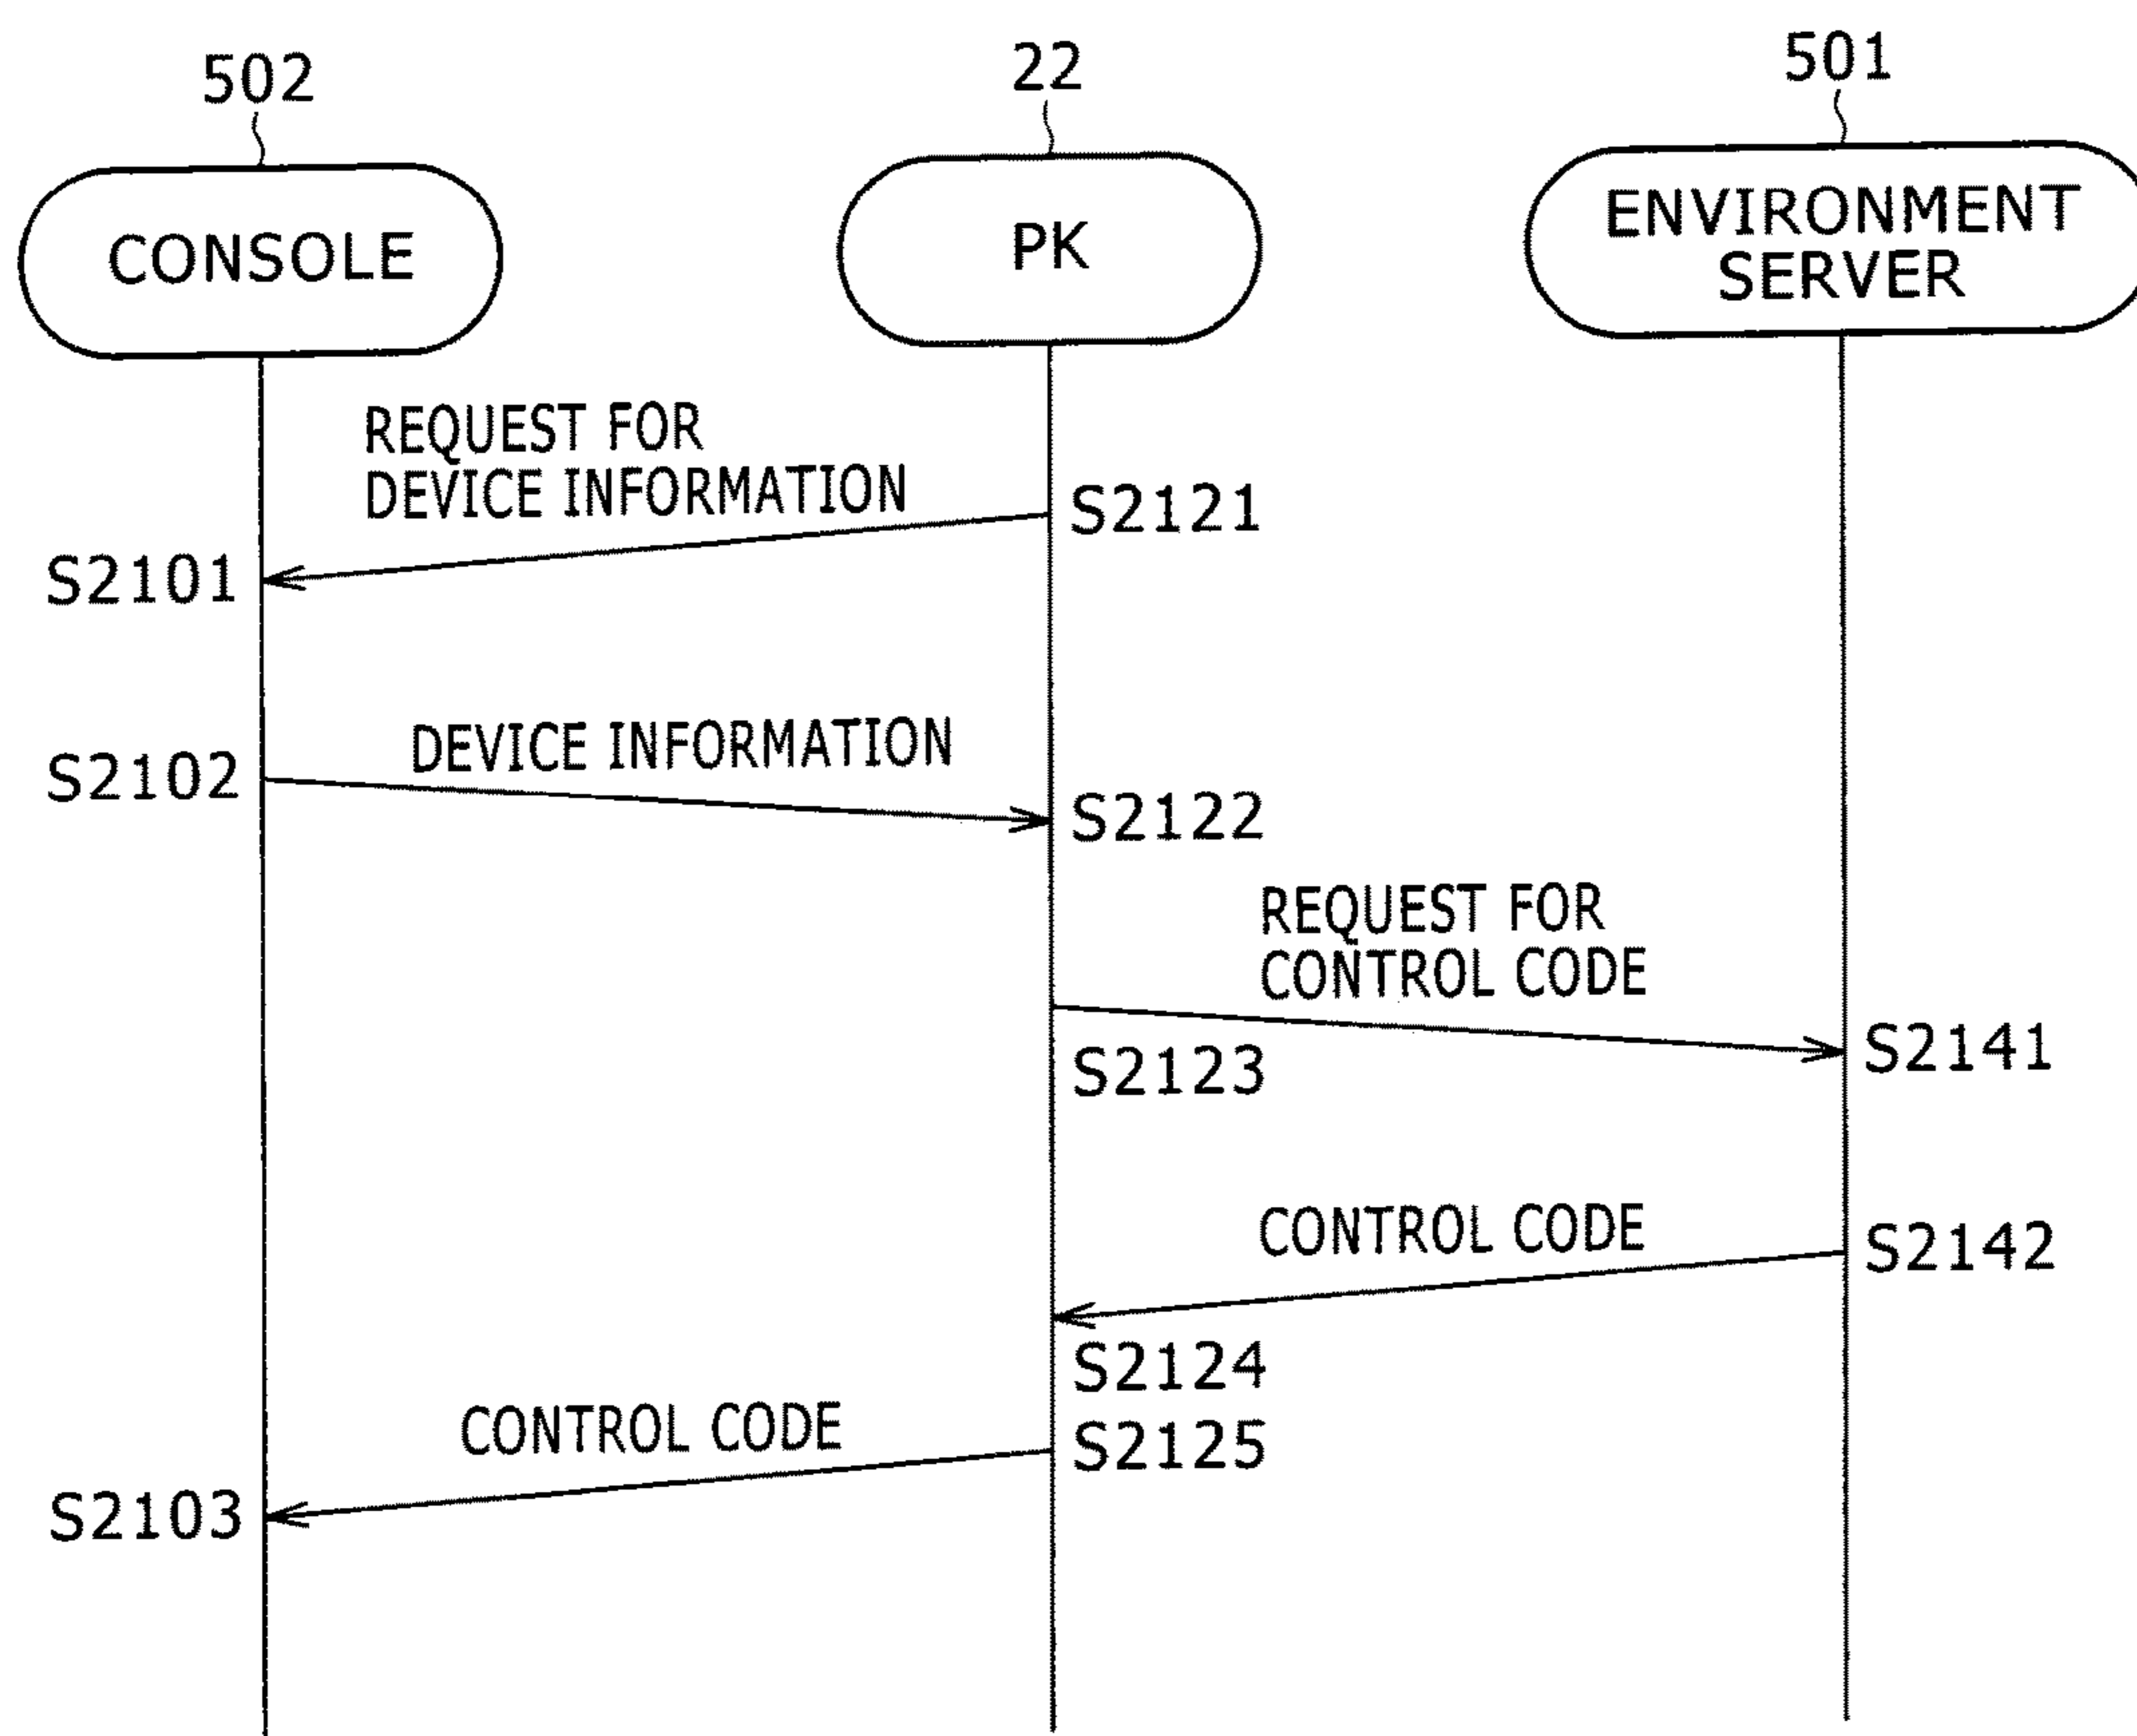 502
22
501
CONSOLE
PK
ENVIRONMENT
SERVER
REQUEST FOR
DEVICE INFORMATION
S2121
S2101
DEVICE INFORMATION
S2102
S2122
REQUEST FOR
CONTROL CODE
S2123
S2141
CONTROL CODE
S2142
S2124
CONTROL CODE
S2125
S2103